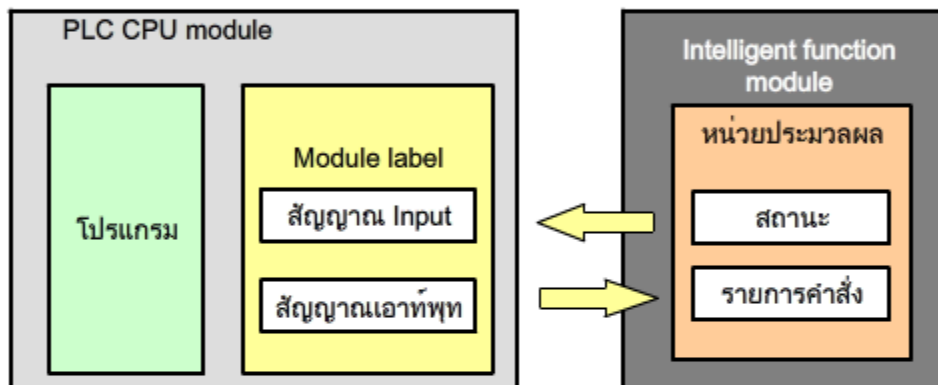 PLC CPU module
โปรแกรม
Module label
สัญญาณ Input
สัญญาณเอาท์พุท
Intelligent function
module
หน่วยประมวลผล
สถานะ
รายการคำสั่ง